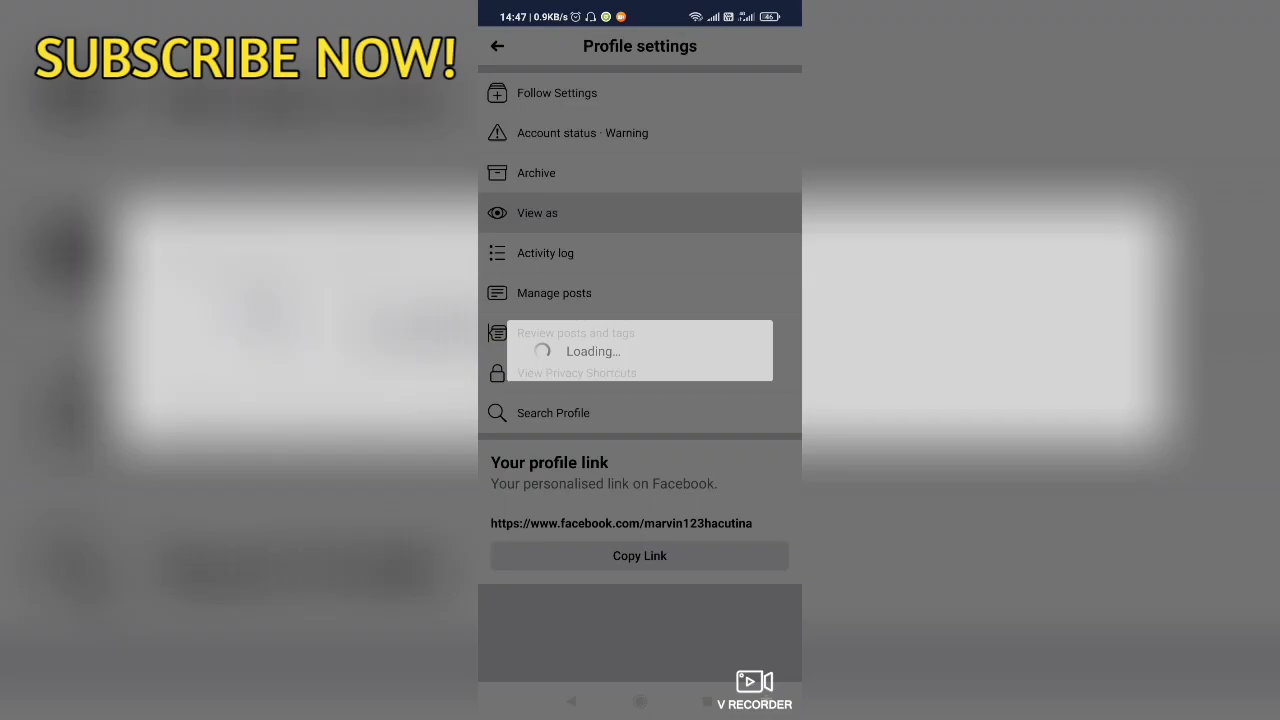 SUBSCRIBE NOW!
14:47 | 0.9KB/s
46
Profile settings
Follow Settings
Account status · Warning
Archive
View as
Activity log
Manage posts
Review posts and tags
Loading...
View Privacy Shortcuts
Search Profile
Your profile link
Your personalised link on Facebook.
https://www.facebook.com/marvin123hacutina
Copy Link
V RECORDER